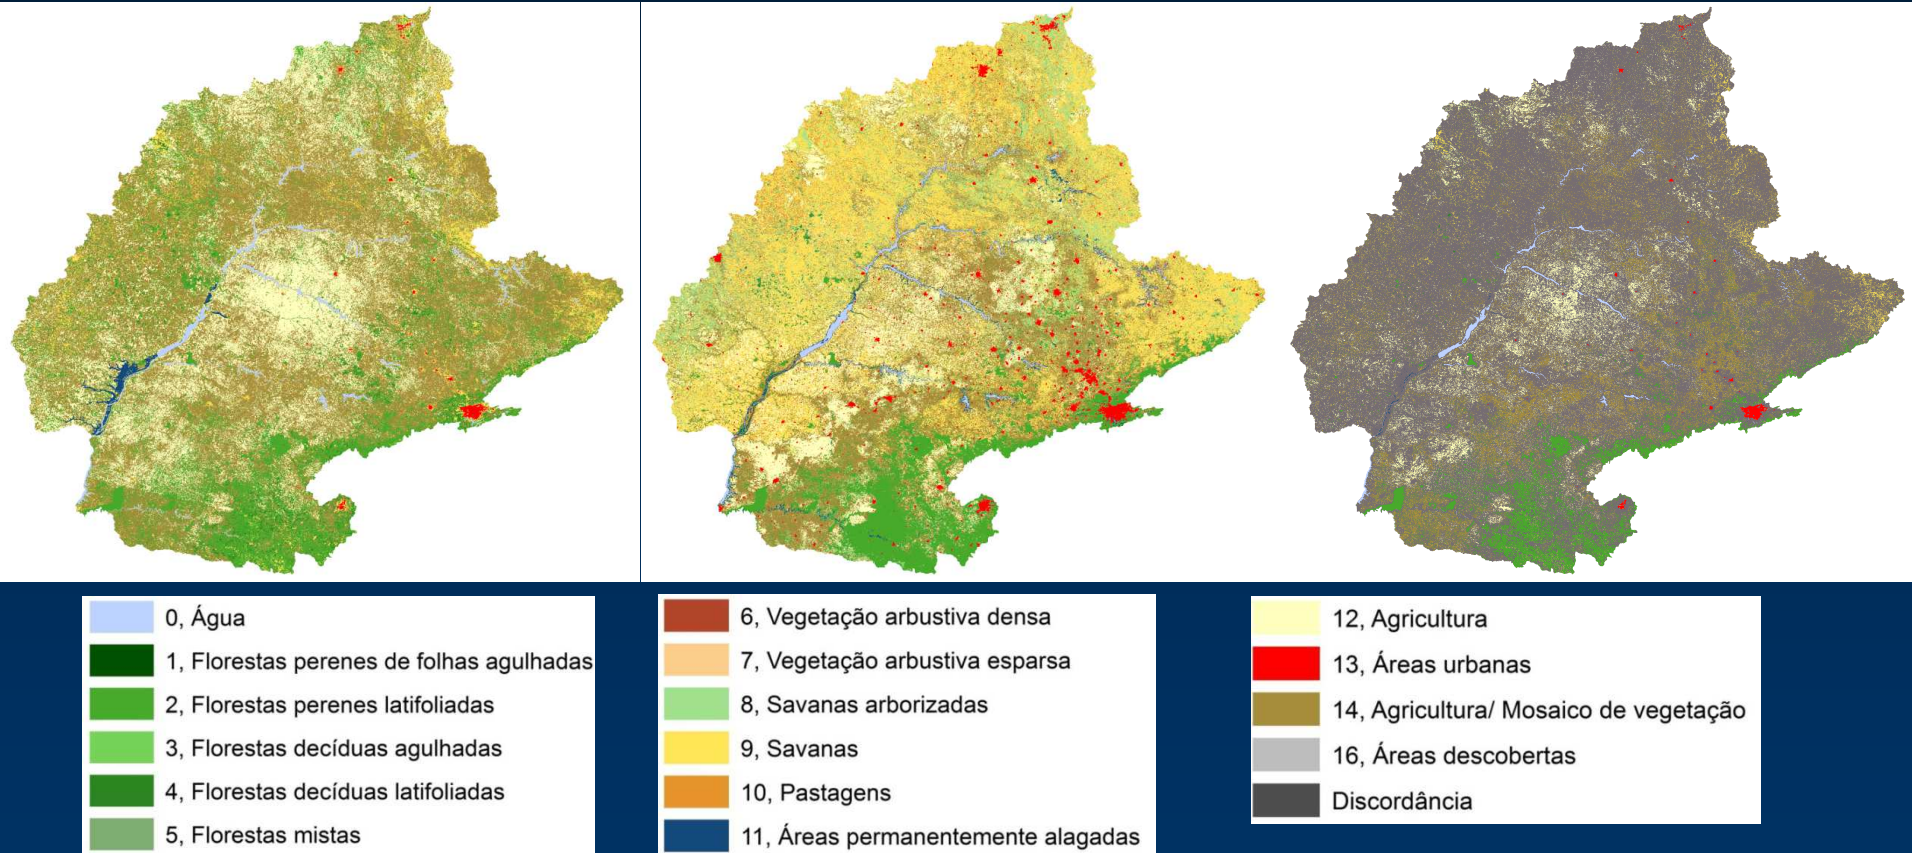 0, Água
1, Florestas perenes de folhas agulhadas
2, Florestas perenes latifoliadas
3, Florestas decíduas agulhadas
4, Florestas decíduas latifoliadas
5, Florestas mistas
6, Vegetação arbustiva densa
7, Vegetação arbustiva esparsa
8, Savanas arborizadas
9, Savanas
10, Pastagens
11, Áreas permanentemente alagadas
12, Agricultura
13, Áreas urbanas
14, Agricultura/ Mosaico de vegetação
16, Áreas descobertas
Discordância